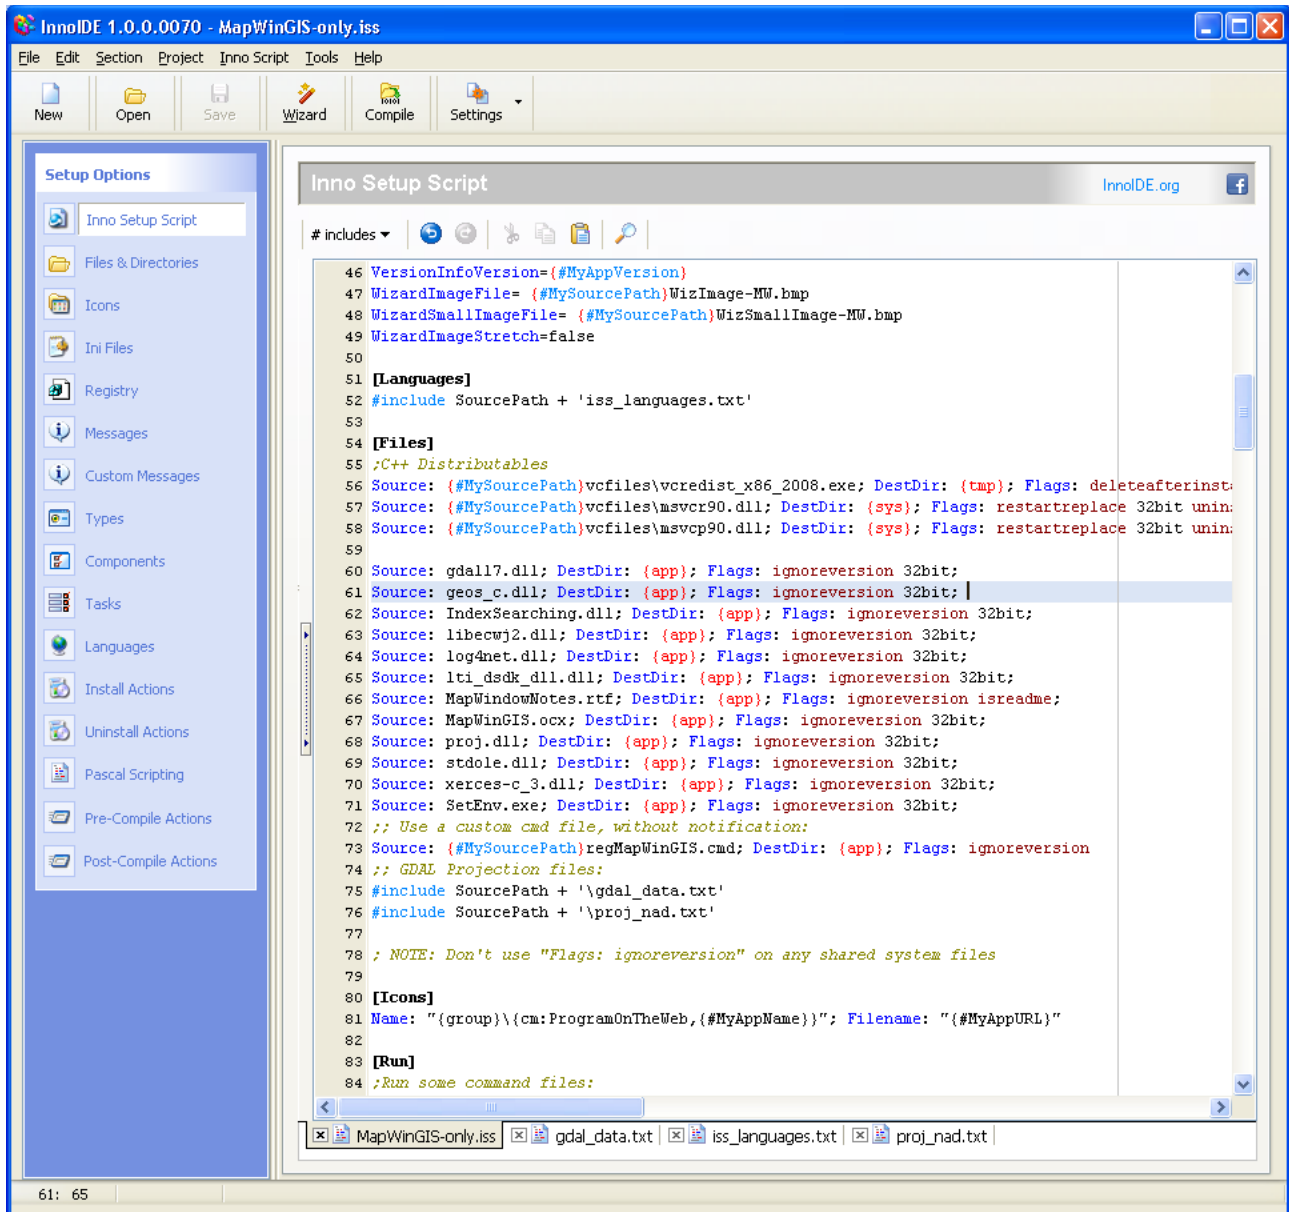 InnoIDE 1.0.0.0070 - MapWinGIS-only.iss
File Edit Section Project Inno Script Tools Help
New Open Save Wizard Compile Settings
Setup Options
Inno Setup Script
Files & Directories
Icons
Ini Files
Registry
Messages
Custom Messages
Types
Components
Tasks
Languages
Install Actions
Uninstall Actions
Pascal Scripting
Pre-Compile Actions
Post-Compile Actions
Inno Setup Script InnoIDE.org
# includes
46 VersionInfoVersion={#MyAppVersion}
47 WizardImageFile= {#MySourcePath}WizImage-MW.bmp
48 WizardSmallImageFile= {#MySourcePath}WizSmallImage-MW.bmp
49 WizardImageStretch=false
50
51 [Languages]
52 #include SourcePath + 'iss_languages.txt'
53
54 [Files]
55 ;C++ Distributables
56 Source: {#MySourcePath}vcfiles\vcredist_x86_2008.exe; DestDir: {tmp}; Flags: deleteafterinsta
57 Source: {#MySourcePath}vcfiles\msvcr90.dll; DestDir: {sys}; Flags: restartreplace 32bit unins
58 Source: {#MySourcePath}vcfiles\msvcp90.dll; DestDir: {sys}; Flags: restartreplace 32bit unins
59
60 Source: gdal17.dll; DestDir: {app}; Flags: ignoreversion 32bit;
61 Source: geos_c.dll; DestDir: {app}; Flags: ignoreversion 32bit;
62 Source: IndexSearching.dll; DestDir: {app}; Flags: ignoreversion 32bit;
63 Source: libecwj2.dll; DestDir: {app}; Flags: ignoreversion 32bit;
64 Source: log4net.dll; DestDir: {app}; Flags: ignoreversion 32bit;
65 Source: lti_dsdk_dll.dll; DestDir: {app}; Flags: ignoreversion 32bit;
66 Source: MapWindowNotes.rtf; DestDir: {app}; Flags: ignoreversion isreadme;
67 Source: MapWinGIS.ocx; DestDir: {app}; Flags: ignoreversion 32bit;
68 Source: proj.dll; DestDir: {app}; Flags: ignoreversion 32bit;
69 Source: stdole.dll; DestDir: {app}; Flags: ignoreversion 32bit;
70 Source: xerces-c_3.dll; DestDir: {app}; Flags: ignoreversion 32bit;
71 Source: SetEnv.exe; DestDir: {app}; Flags: ignoreversion 32bit;
72 ;; Use a custom cmd file, without notification:
73 Source: {#MySourcePath}regMapWinGIS.cmd; DestDir: {app}; Flags: ignoreversion
74 ;; GDAL Projection files:
75 #include SourcePath + '\gdal_data.txt'
76 #include SourcePath + '\proj_nad.txt'
77
78 ; NOTE: Don't use "Flags: ignoreversion" on any shared system files
79
80 [Icons]
81 Name: "{group}\{cm:ProgramOnTheWeb,{#MyAppName}}"; Filename: "{#MyAppURL}"
82
83 [Run]
84 ;Run some command files:
MapWinGIS-only.iss gdal_data.txt iss_languages.txt proj_nad.txt
61: 65